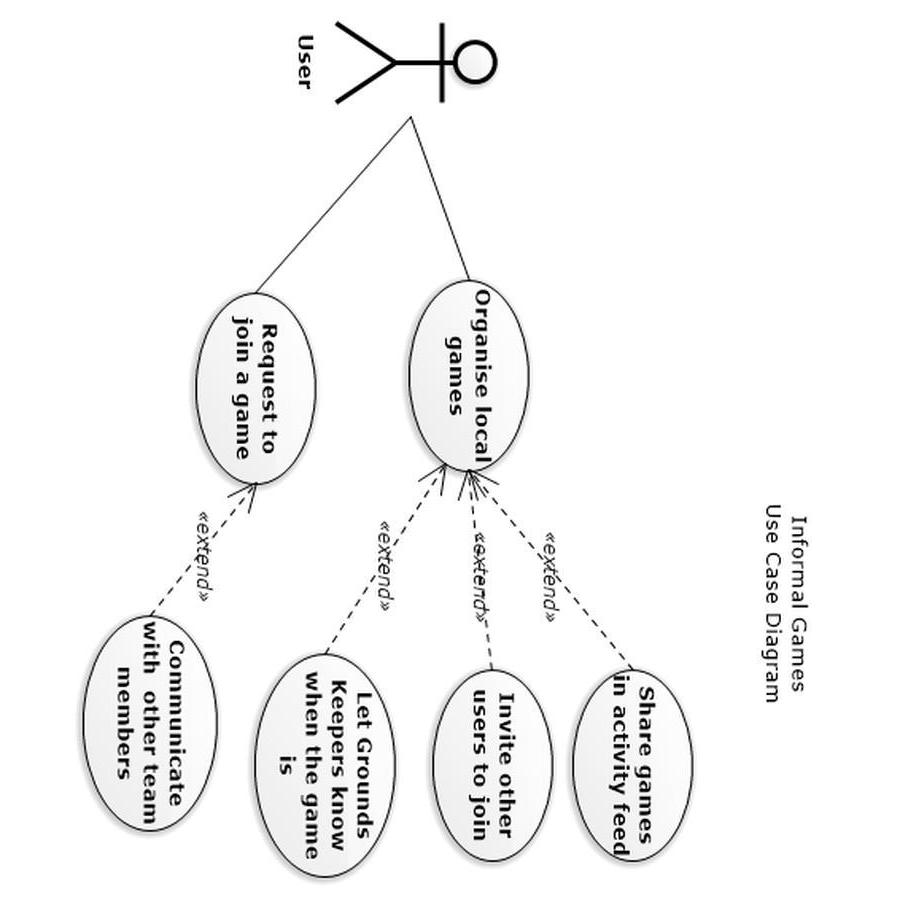 Informal Games
Use Case Diagram
User
Organise local
games
Request to
join a game
«extend»
«extend»
«extend»
«extend»
Share games
in activity feed
Invite other
users to join
Let Grounds
Keepers know
when the game
is
Communicate
with other team
members